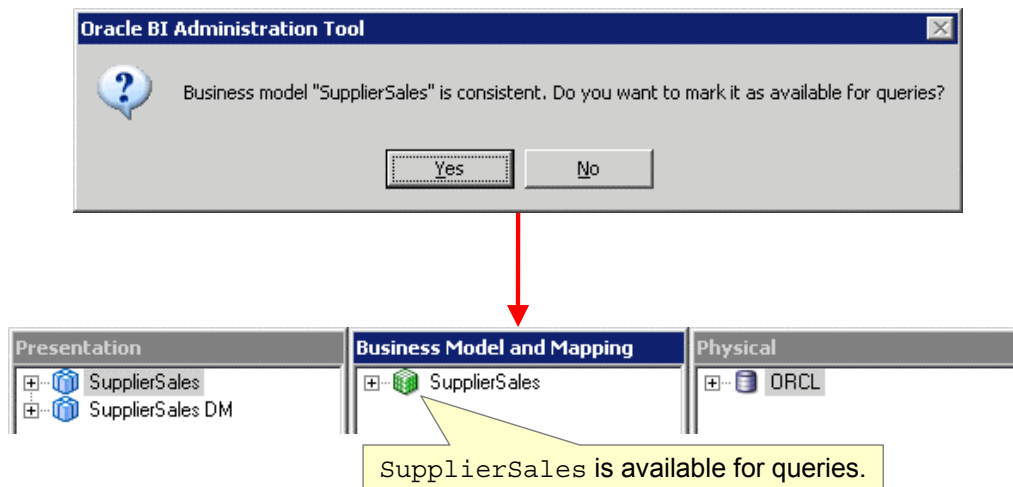 Oracle BI Administration Tool
Business model "SupplierSales" is consistent. Do you want to mark it as available for queries?
Yes No
Presentation Business Model and Mapping Physical
SupplierSales SupplierSales ORCL
SupplierSales DM
SupplierSales is available for queries.